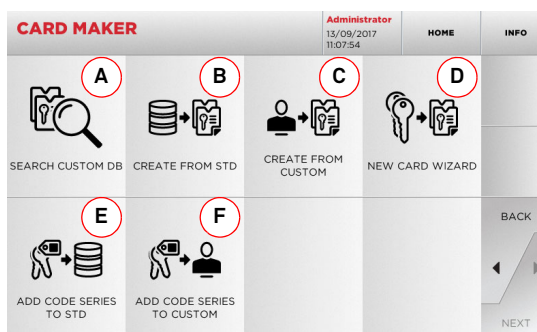 CARD MAKER
Administrator
13/09/2017
11:07:54
HOME
INFO
A
B
C
D
SEARCH CUSTOM DB
CREATE FROM STD
CREATE FROM
CUSTOM
NEW CARD WIZARD
E
F
BACK
ADD CODE SERIES
TO STD
ADD CODE SERIES
TO CUSTOM
NEXT